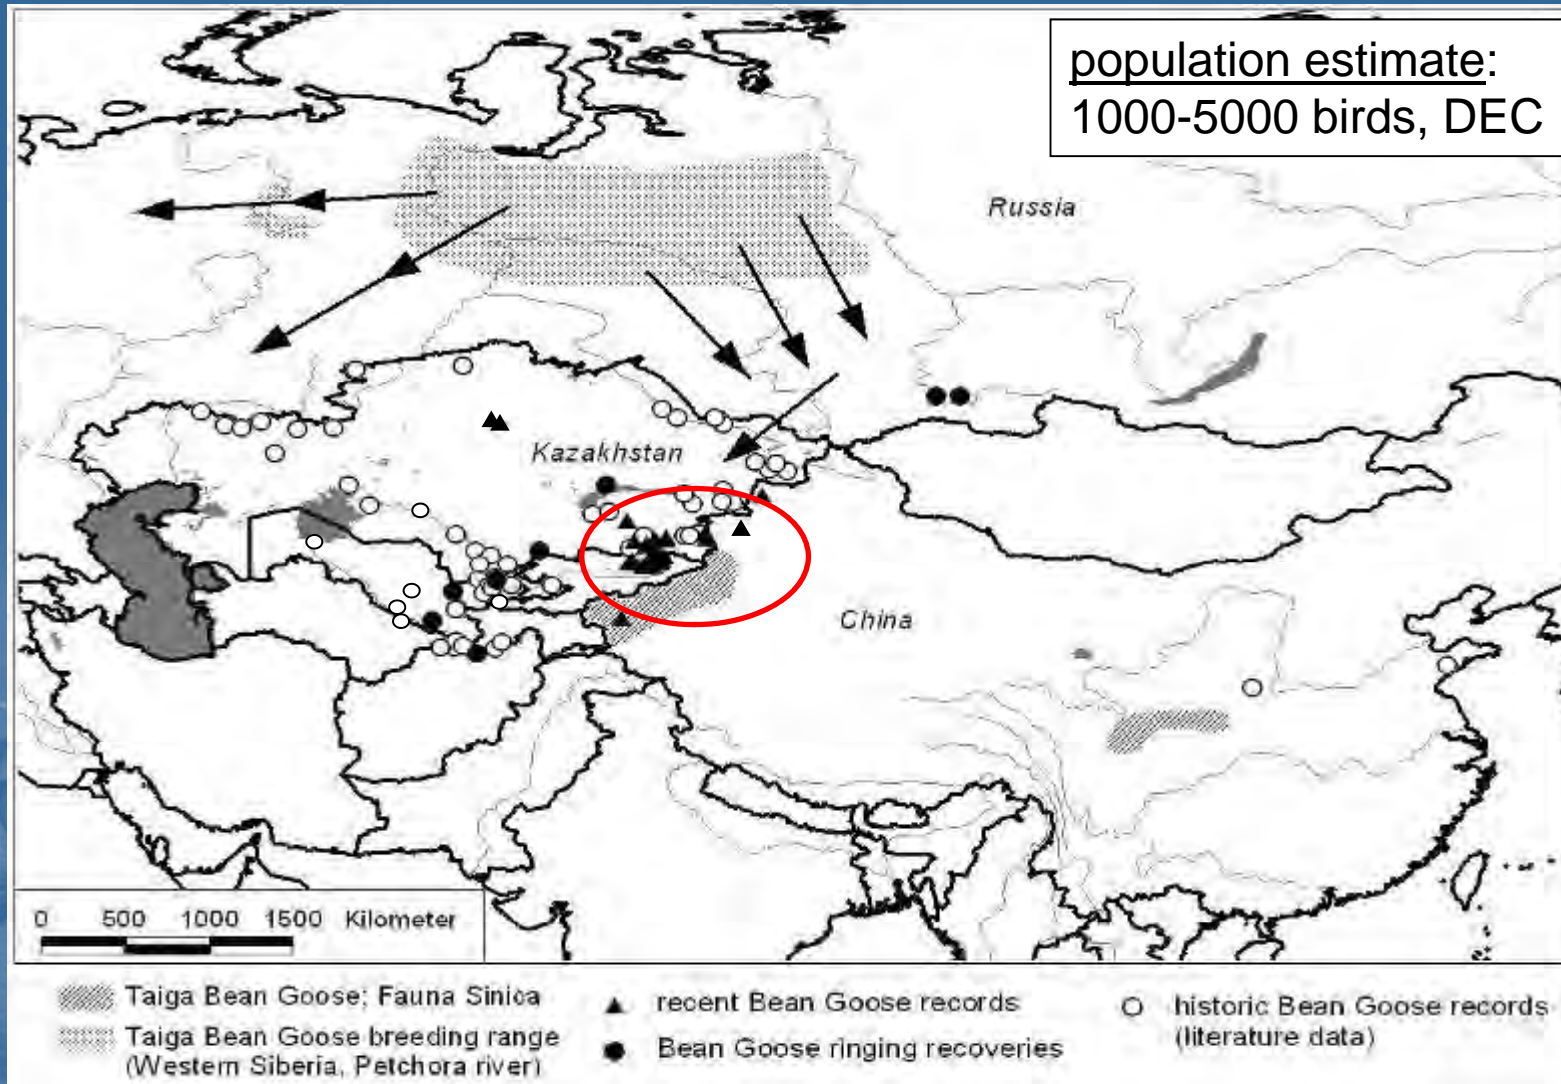 population estimate:
1000-5000 birds, DEC
Russia
Kazakhstan
China
0 500 1000 1500 Kilometer
Taiga Bean Goose; Fauna Sinica
Taiga Bean Goose breeding range
(Western Siberia, Petchora river)
recent Bean Goose records
Bean Goose ringing recoveries
historic Bean Goose records
(literature data)